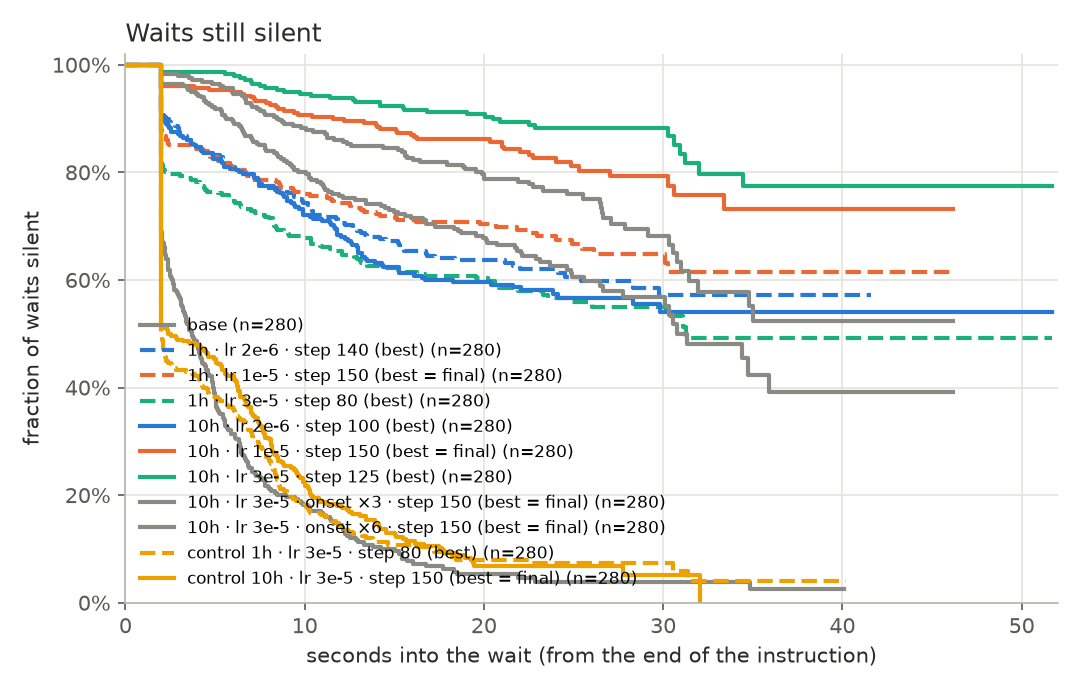 Waits still silent
100%
80%
60%
40%
20%
0%
fraction of waits silent
base (n=280)
1h · lr 2e-6 · step 140 (best) (n=280)
1h · lr 1e-5 · step 150 (best = final) (n=280)
1h · lr 3e-5 · step 80 (best) (n=280)
10h · lr 2e-6 · step 100 (best) (n=280)
10h · lr 1e-5 · step 150 (best = final) (n=280)
10h · lr 3e-5 · step 125 (best) (n=280)
10h · lr 3e-5 · onset ×3 · step 150 (best = final) (n=280)
10h · lr 3e-5 · onset ×6 · step 150 (best = final) (n=280)
control 1h · lr 3e-5 · step 80 (best) (n=280)
control 10h · lr 3e-5 · step 150 (best = final) (n=280)
0 10 20 30 40 50
seconds into the wait (from the end of the instruction)